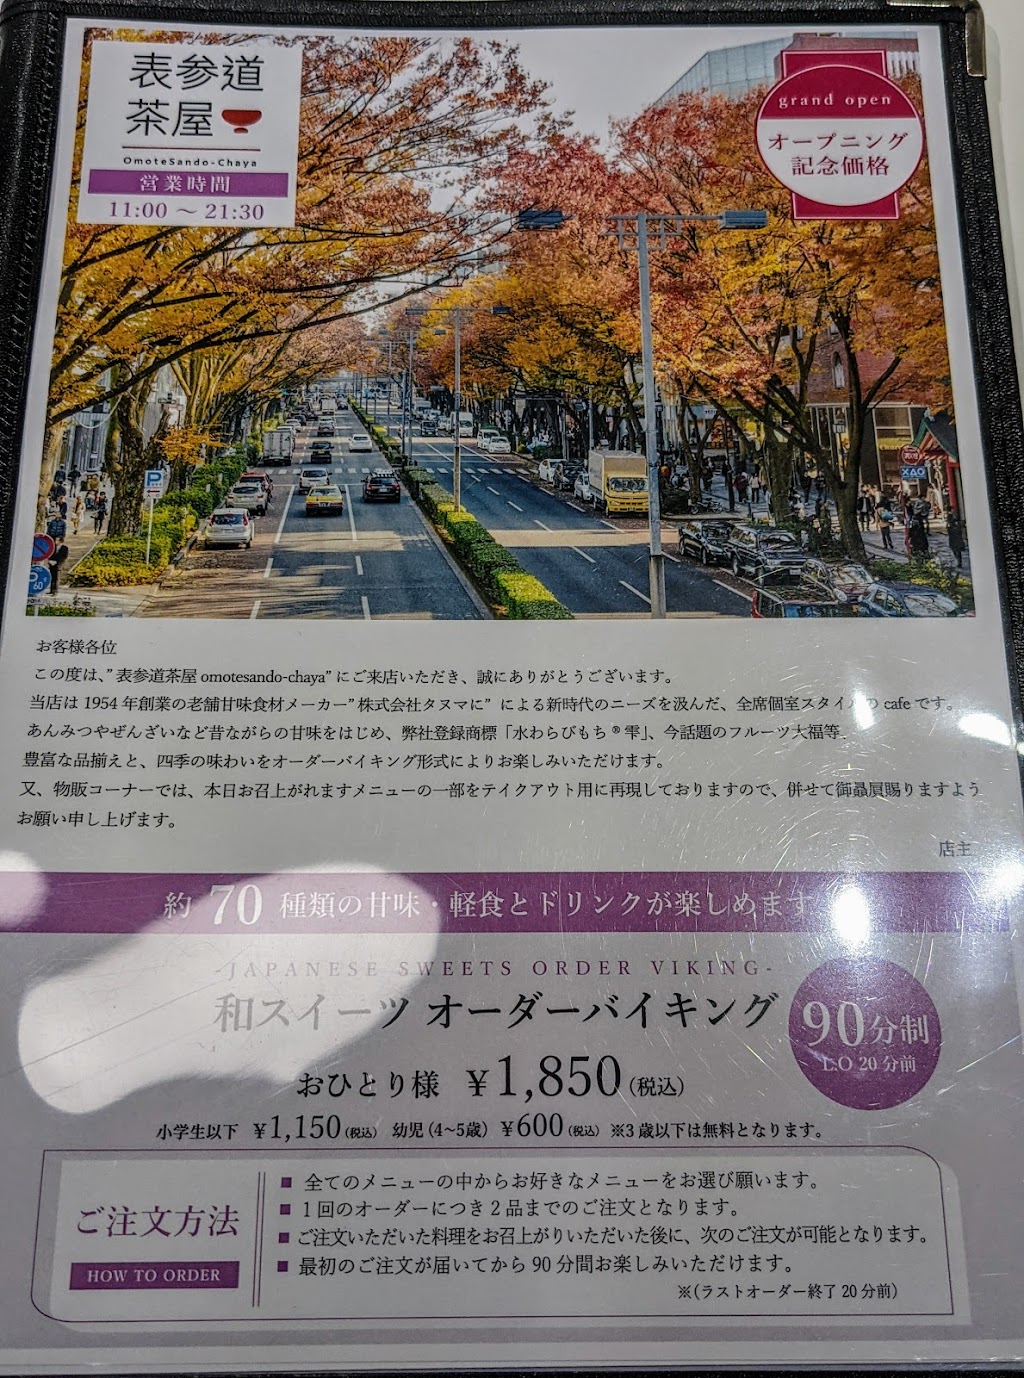 表参道
茶屋
OmoteSando-Chaya
営業時間
11:00 ～ 21:30
grand open
オープニング
記念価格
お客様各位
この度は、”表参道茶屋 omotesando-chaya” にご来店いただき、誠にありがとうございます。
当店は 1954 年創業の老舗甘味食材メーカー”株式会社タヌマに” による新時代のニーズを汲んだ、全席個室スタイルの cafe です。
あんみつやぜんざいなど昔ながらの甘味をはじめ、弊社登録商標「水わらびもち ® 雫」、今話題のフルーツ大福等、
豊富な品揃えと、四季の味わいをオーダーバイキング形式によりお楽しみいただけます。
又、物販コーナーでは、本日お召上がれますメニューの一部をテイクアウト用に再現しておりますので、併せて御贔屓賜りますよう
お願い申し上げます。
店主
約 70 種類の甘味・軽食とドリンクが楽しめます
-JAPANESE SWEETS ORDER VIKING-
和スイーツ オーダーバイキング
90分制
L.O 20 分前
おひとり様 ￥1,850 (税込)
小学生以下 ￥1,150 (税込) 幼児 (4~5歳) ￥600 (税込) ※3 歳以下は無料となります。
ご注文方法
HOW TO ORDER
■ 全てのメニューの中からお好きなメニューをお選び願います。
■ 1 回のオーダーにつき 2 品までのご注文となります。
■ ご注文いただいた料理をお召上がりいただいた後に、次のご注文が可能となります。
■ 最初のご注文が届いてから 90 分間お楽しみいただけます。
※(ラストオーダー終了 20 分前)